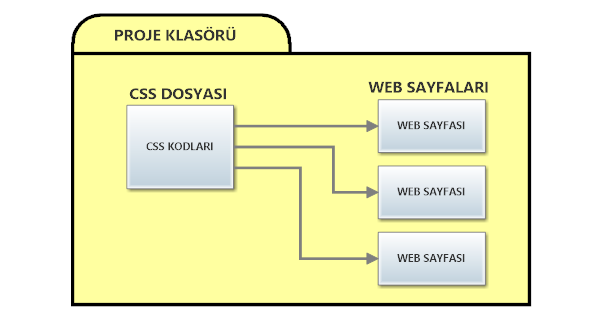 PROJE KLASÖRÜ
CSS DOSYASI
CSS KODLARI
WEB SAYFALARI
WEB SAYFASI
WEB SAYFASI
WEB SAYFASI